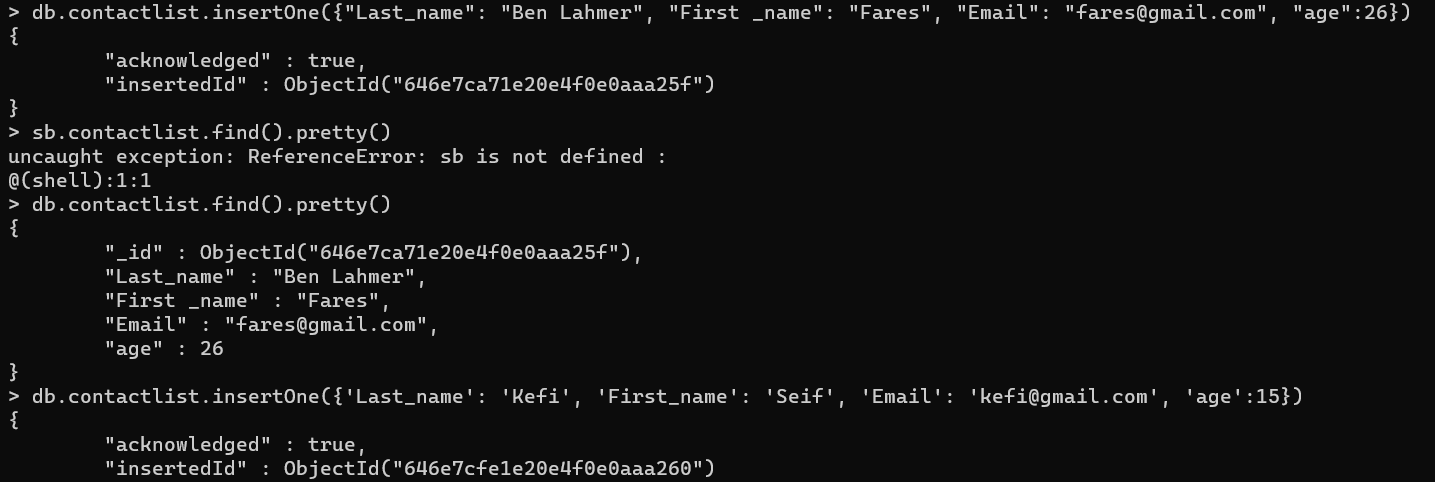 > db.contactlist.insertOne({"Last_name": "Ben Lahmer", "First _name": "Fares", "Email": "fares@gmail.com", "age":26})
{
        "acknowledged" : true,
        "insertedId" : ObjectId("646e7ca71e20e4f0e0aaa25f")
}
> sb.contactlist.find().pretty()
uncaught exception: ReferenceError: sb is not defined :
@(shell):1:1
> db.contactlist.find().pretty()
{
        "_id" : ObjectId("646e7ca71e20e4f0e0aaa25f"),
        "Last_name" : "Ben Lahmer",
        "First _name" : "Fares",
        "Email" : "fares@gmail.com",
        "age" : 26
}
> db.contactlist.insertOne({'Last_name': 'Kefi', 'First_name': 'Seif', 'Email': 'kefi@gmail.com', 'age':15})
{
        "acknowledged" : true,
        "insertedId" : ObjectId("646e7cfe1e20e4f0e0aaa260")